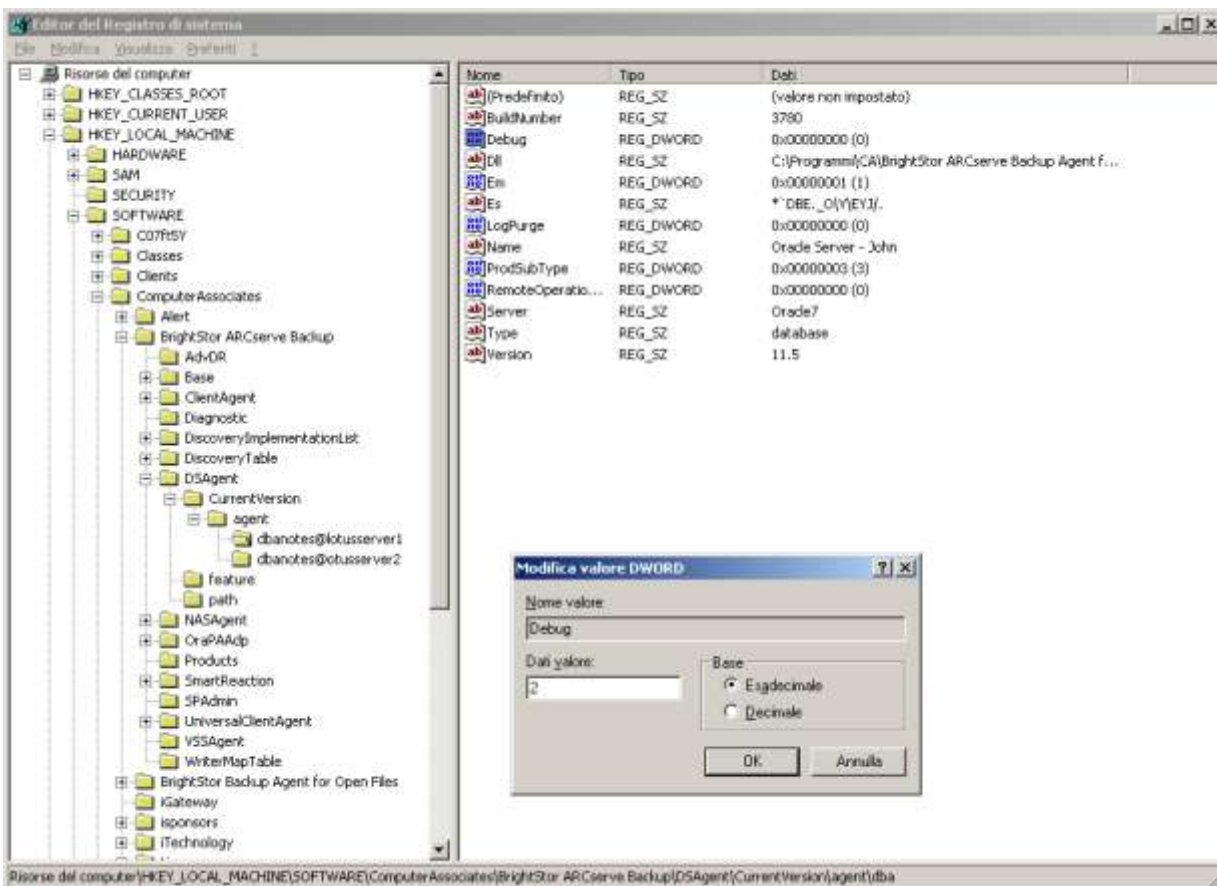 Editor del Registro di sistema
File Modifica Visualizza Preferiti ?
Risorse del computer
HKEY_CLASSES_ROOT
HKEY_CURRENT_USER
HKEY_LOCAL_MACHINE
HARDWARE
SAM
SECURITY
SOFTWARE
C07ftSY
Classes
Clients
ComputerAssociates
Alert
BrightStor ARCserve Backup
AdvDR
Base
ClientAgent
Diagnostic
DiscoveryImplementationList
DiscoveryTable
DSAgent
CurrentVersion
agent
dbanotes@lotusserver1
dbanotes@otusserver2
feature
path
NASAgent
OraPAAdp
Products
SmartReaction
SPAdmin
UniversalClientAgent
VSSAgent
WriterMapTable
BrightStor Backup Agent for Open Files
iGateway
isponsors
iTechnology
Nome Tipo Dati
(Predefinito) REG_SZ (valore non impostato)
BuildNumber REG_SZ 3780
Debug REG_DWORD 0x00000000 (0)
Dll REG_SZ C:\Programmi\CA\BrightStor ARCserve Backup Agent f...
Em REG_DWORD 0x00000001 (1)
Es REG_SZ
LogPurge REG_DWORD 0x00000000 (0)
Name REG_SZ Oracle Server - John
ProdSubType REG_DWORD 0x00000003 (3)
RemoteOperatio... REG_DWORD 0x00000000 (0)
Server REG_SZ Oracle7
Type REG_SZ database
Version REG_SZ 11.5
Modifica valore DWORD
Nome valore:
Debug
Dati valore:
2
Base
Esadecimale
Decimale
OK Annulla
Risorse del computer\HKEY_LOCAL_MACHINE\SOFTWARE\ComputerAssociates\BrightStor ARCserve Backup\DSAgent\CurrentVersion\agent\dba